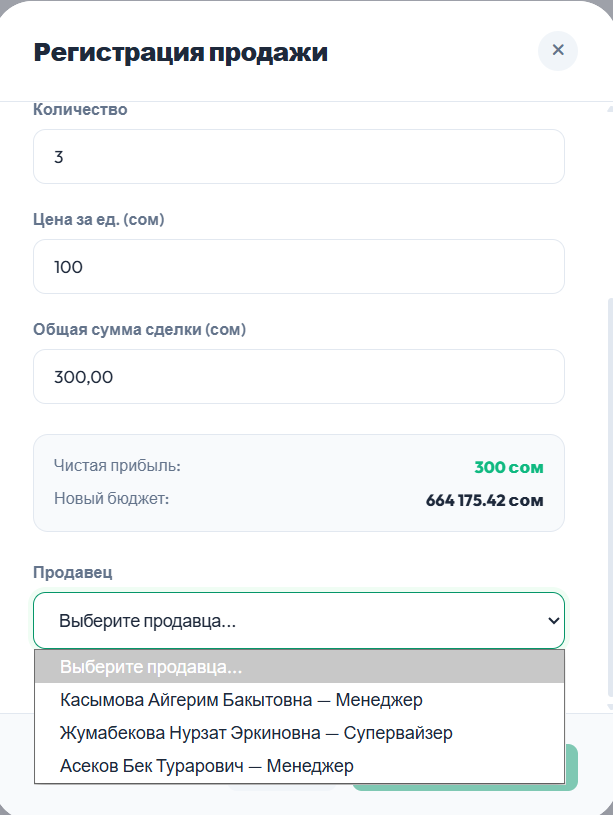 Регистрация продажи
Количество
3
Цена за ед. (сом)
100
Общая сумма сделки (сом)
300,00
Чистая прибыль: 300 сом
Новый бюджет: 664 175.42 сом
Продавец
Выберите продавца...
Выберите продавца...
Касымова Айгерим Бакытовна — Менеджер
Жумабекова Нурзат Эркиновна — Супервайзер
Асеков Бек Турарович — Менеджер